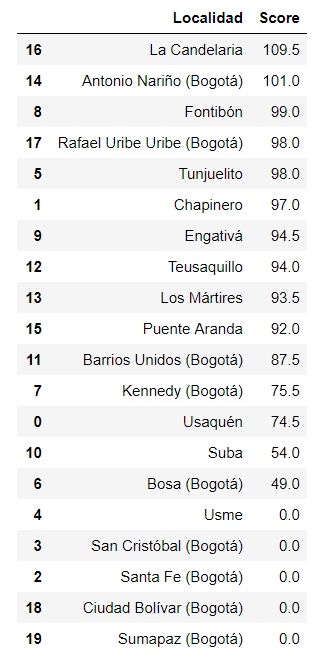 Localidad Score
16 La Candelaria 109.5
14 Antonio Nariño (Bogotá) 101.0
8 Fontibón 99.0
17 Rafael Uribe Uribe (Bogotá) 98.0
5 Tunjuelito 98.0
1 Chapinero 97.0
9 Engativá 94.5
12 Teusaquillo 94.0
13 Los Mártires 93.5
15 Puente Aranda 92.0
11 Barrios Unidos (Bogotá) 87.5
7 Kennedy (Bogotá) 75.5
0 Usaquén 74.5
10 Suba 54.0
6 Bosa (Bogotá) 49.0
4 Usme 0.0
3 San Cristóbal (Bogotá) 0.0
2 Santa Fe (Bogotá) 0.0
18 Ciudad Bolívar (Bogotá) 0.0
19 Sumapaz (Bogotá) 0.0